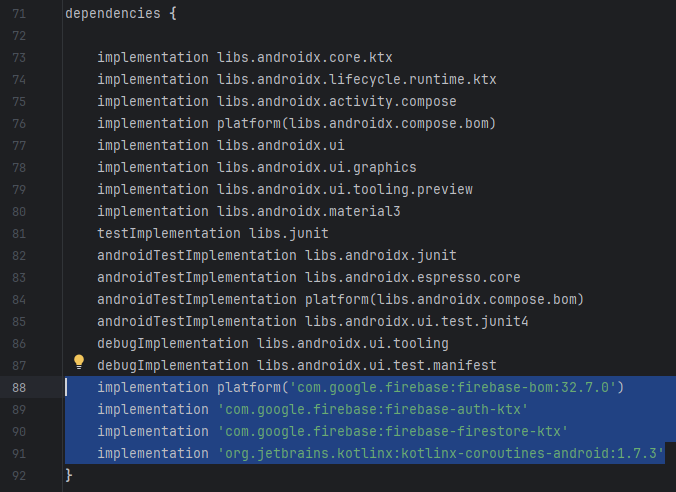 71 dependencies {
72
73 implementation libs.androidx.core.ktx
74 implementation libs.androidx.lifecycle.runtime.ktx
75 implementation libs.androidx.activity.compose
76 implementation platform(libs.androidx.compose.bom)
77 implementation libs.androidx.ui
78 implementation libs.androidx.ui.graphics
79 implementation libs.androidx.ui.tooling.preview
80 implementation libs.androidx.material3
81 testImplementation libs.junit
82 androidTestImplementation libs.androidx.junit
83 androidTestImplementation libs.androidx.espresso.core
84 androidTestImplementation platform(libs.androidx.compose.bom)
85 androidTestImplementation libs.androidx.ui.test.junit4
86 debugImplementation libs.androidx.ui.tooling
87 debugImplementation libs.androidx.ui.test.manifest
88 implementation platform('com.google.firebase:firebase-bom:32.7.0')
89 implementation 'com.google.firebase:firebase-auth-ktx'
90 implementation 'com.google.firebase:firebase-firestore-ktx'
91 implementation 'org.jetbrains.kotlinx:kotlinx-coroutines-android:1.7.3'
92 }